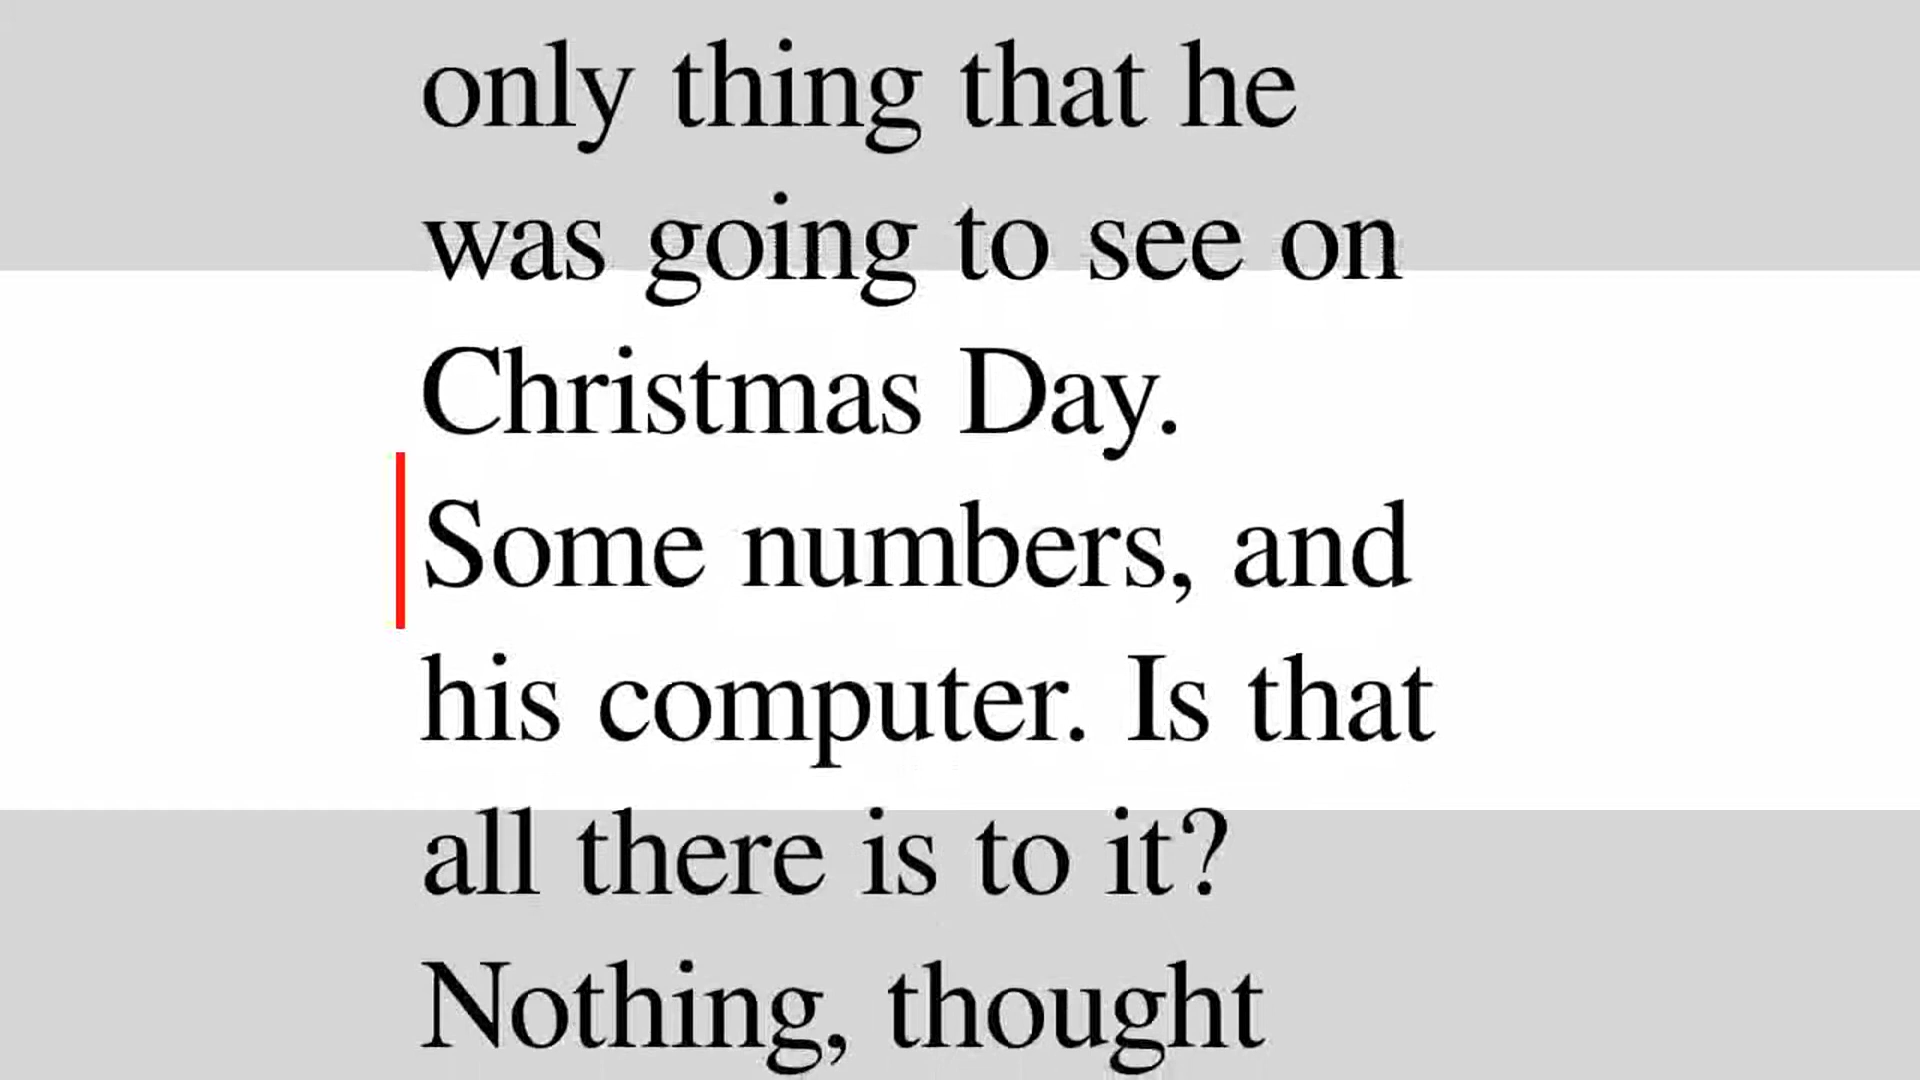 only thing that he
was going to see on
Christmas Day.
Some numbers, and
his computer. Is that
all there is to it?
Nothing, thought